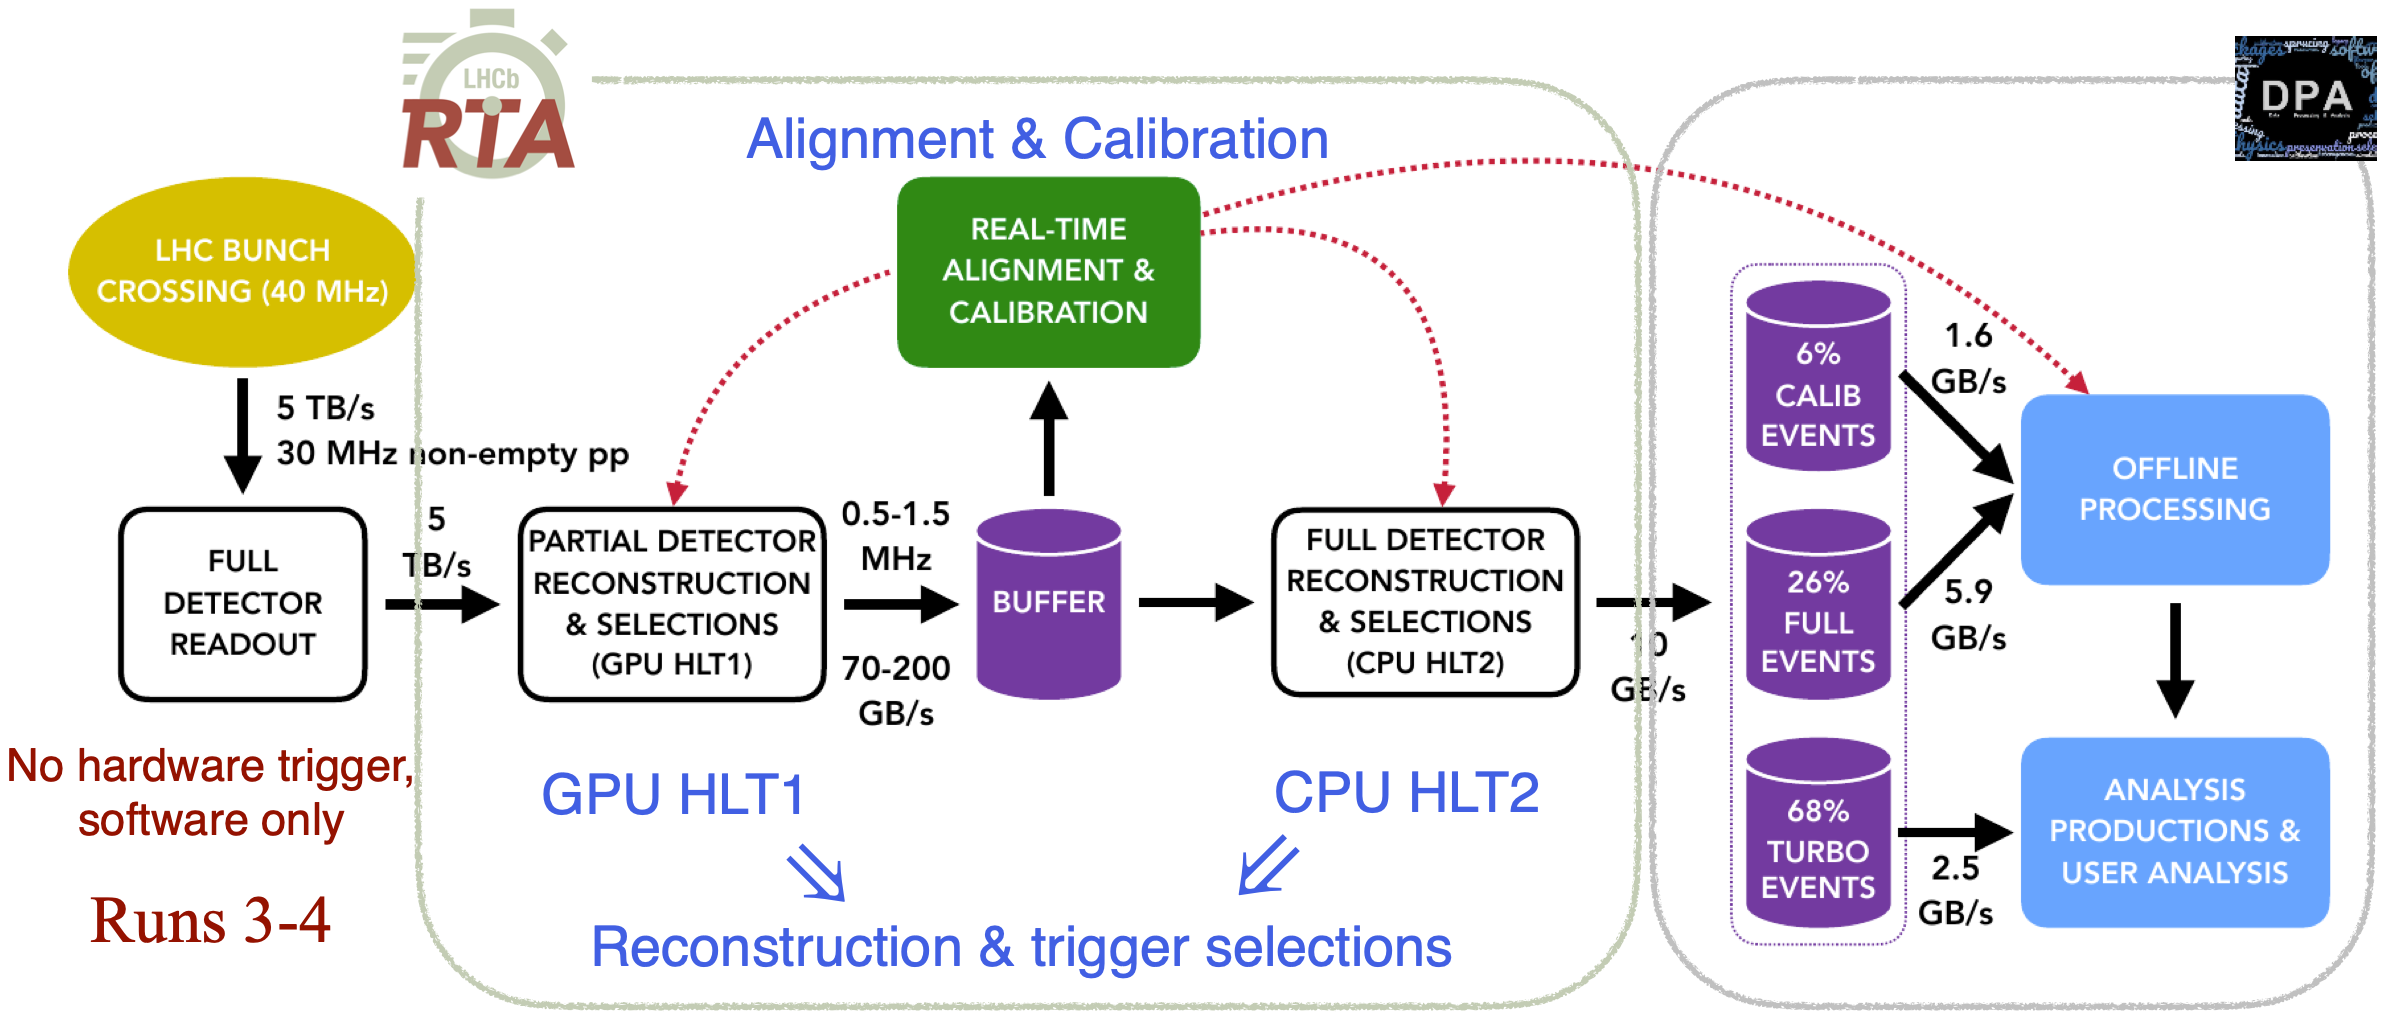 LHCb
RTA
Alignment & Calibration
DPA
LHC BUNCH
CROSSING (40 MHz)
5 TB/s
30 MHz non-empty pp
FULL
DETECTOR
READOUT
5
TB/s
REAL-TIME
ALIGNMENT &
CALIBRATION
PARTIAL DETECTOR
RECONSTRUCTION
& SELECTIONS
(GPU HLT1)
0.5-1.5
MHz
70-200
GB/s
BUFFER
FULL DETECTOR
RECONSTRUCTION
& SELECTIONS
(CPU HLT2)
10
GB/s
6%
CALIB
EVENTS
1.6
GB/s
26%
FULL
EVENTS
5.9
GB/s
68%
TURBO
EVENTS
2.5
GB/s
OFFLINE
PROCESSING
ANALYSIS
PRODUCTIONS &
USER ANALYSIS
No hardware trigger,
software only
Runs 3-4
GPU HLT1
CPU HLT2
Reconstruction & trigger selections